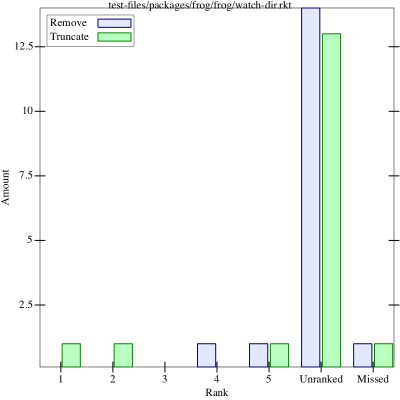 test-files/packages/frog/frog/watch-dir.rkt
Remove
Truncate
12.5
10
7.5
5
2.5
Amount
1 2 3 4 5 Unranked Missed
Rank